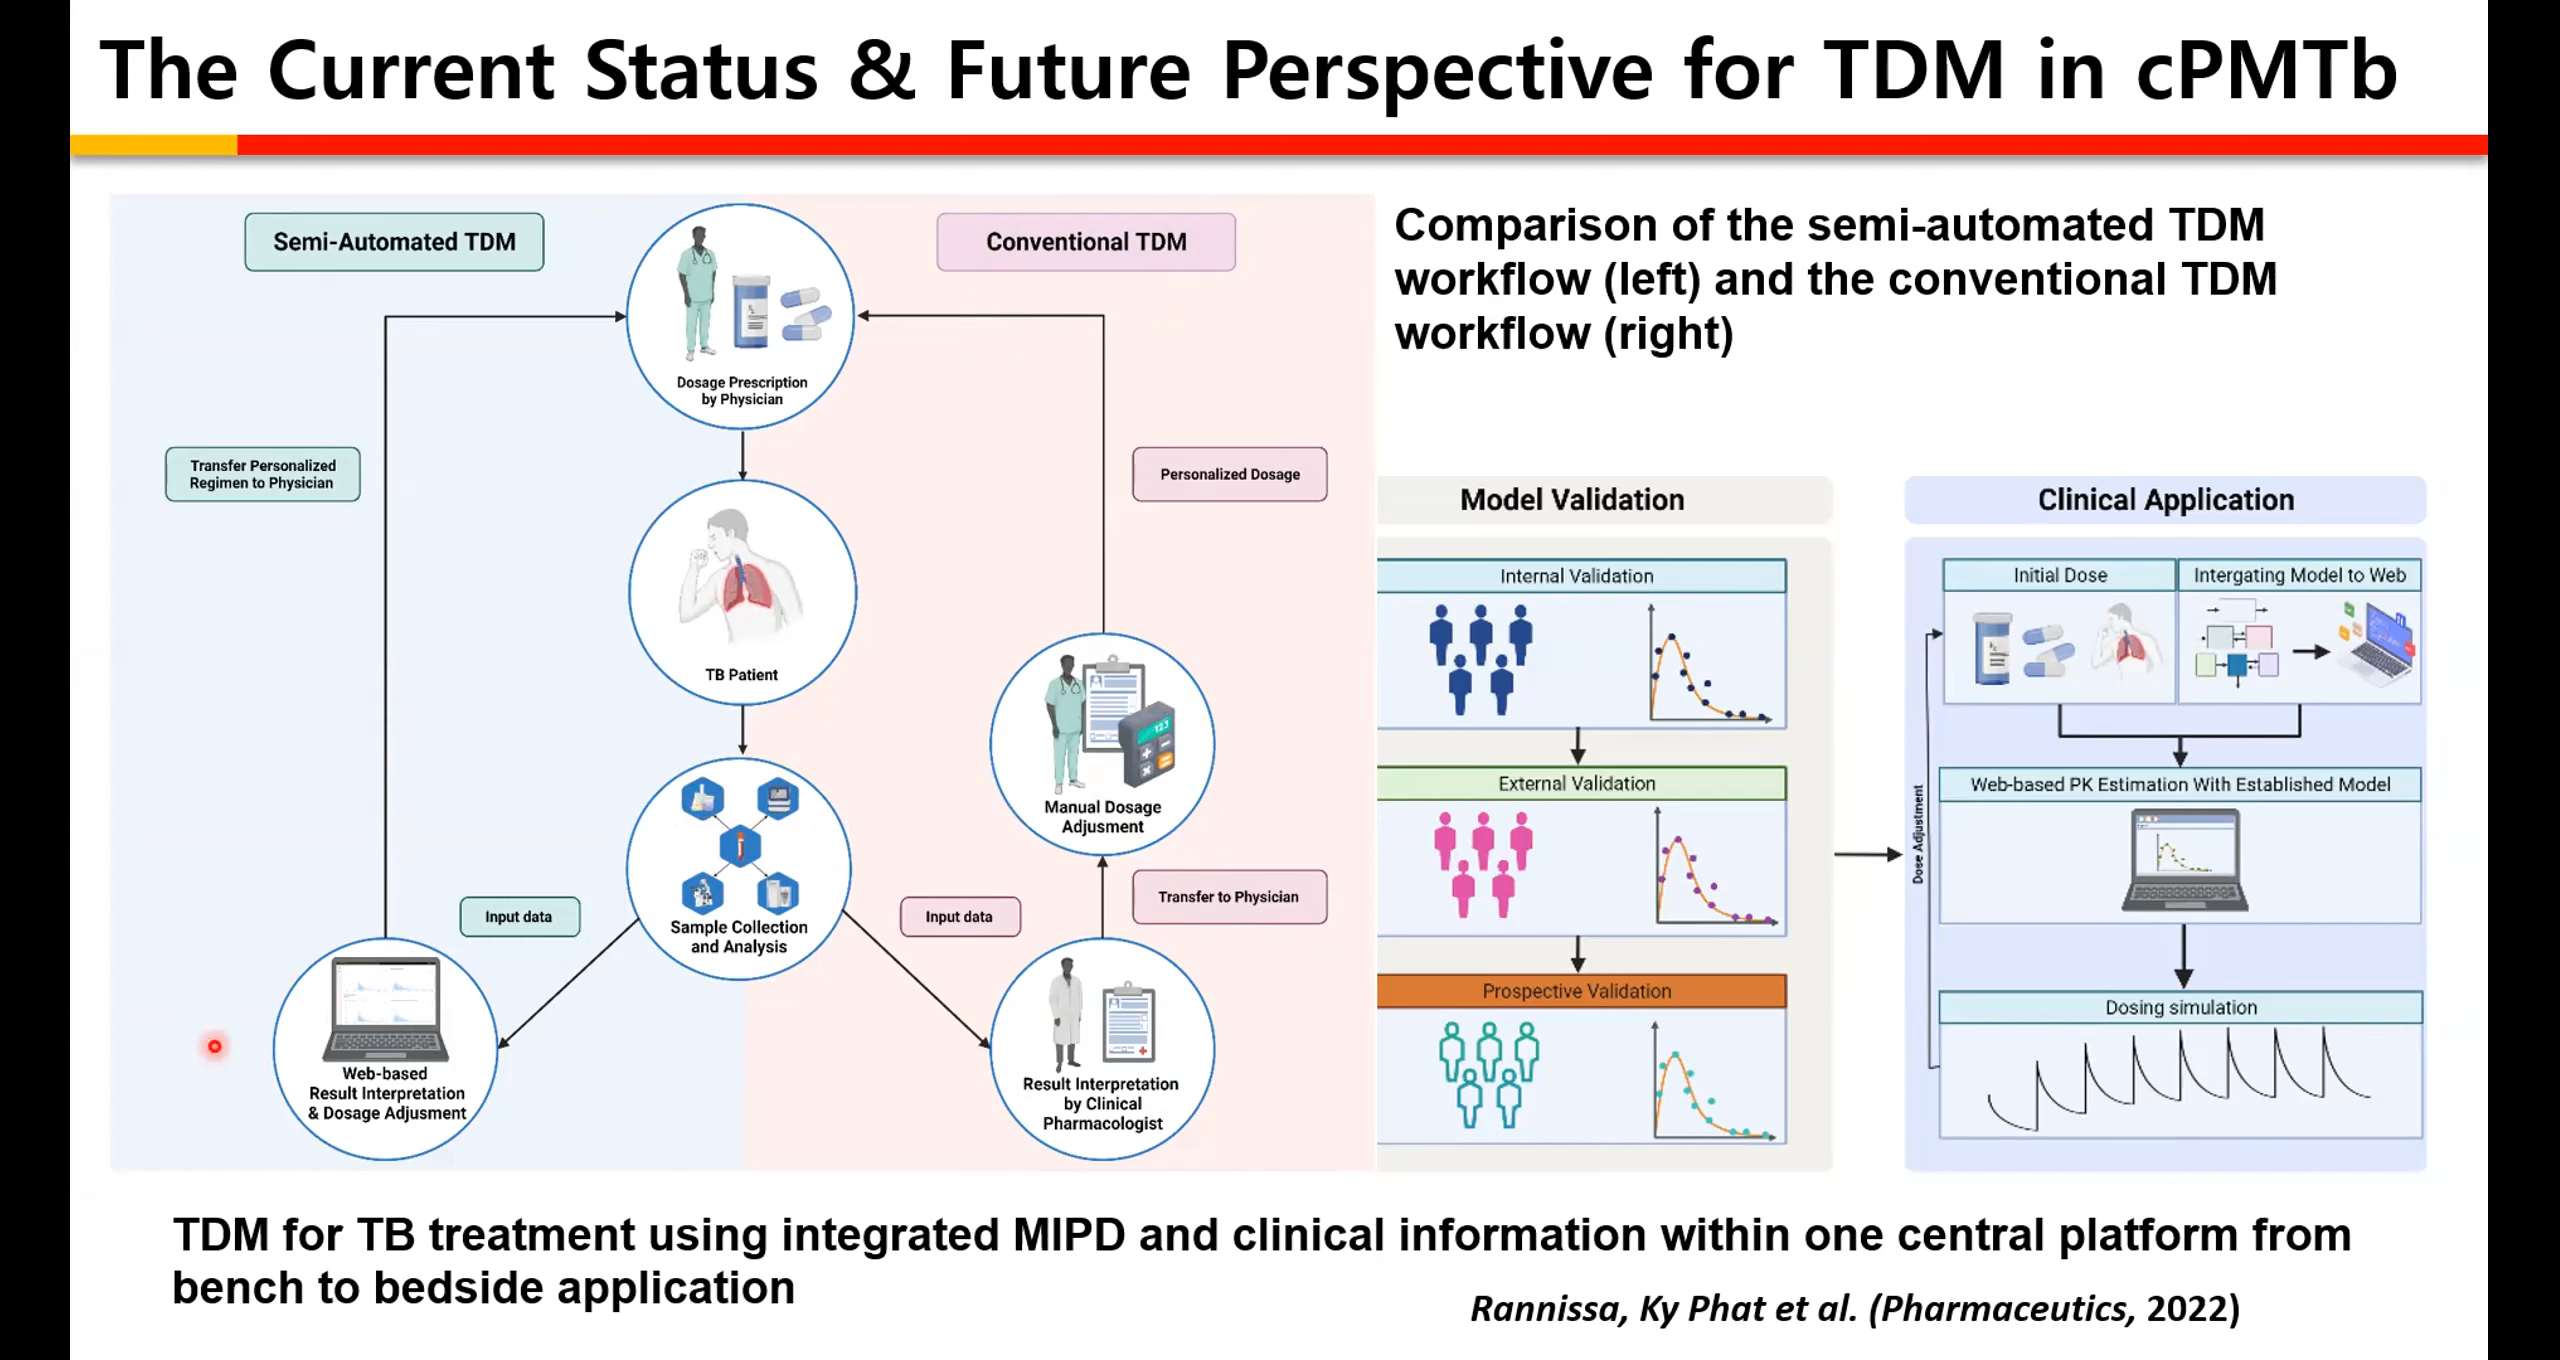 The Current Status & Future Perspective for TDM in cPMTb
Semi-Automated TDM
Conventional TDM
Dosage Prescription
by Physician
Transfer Personalized
Regimen to Physician
Personalized Dosage
TB Patient
Manual Dosage
Adjusment
Input data
Sample Collection
and Analysis
Input data
Transfer to Physician
Web-based
Result Interpretation
& Dosage Adjusment
Result Interpretation
by Clinical
Pharmacologist
Comparison of the semi-automated TDM
workflow (left) and the conventional TDM
workflow (right)
Model Validation
Internal Validation
External Validation
Prospective Validation
Clinical Application
Initial Dose
Intergating Model to Web
Dose Adjustment
Web-based PK Estimation With Established Model
Dosing simulation
TDM for TB treatment using integrated MIPD and clinical information within one central platform from
bench to bedside application
Rannissa, Ky Phat et al. (Pharmaceutics, 2022)